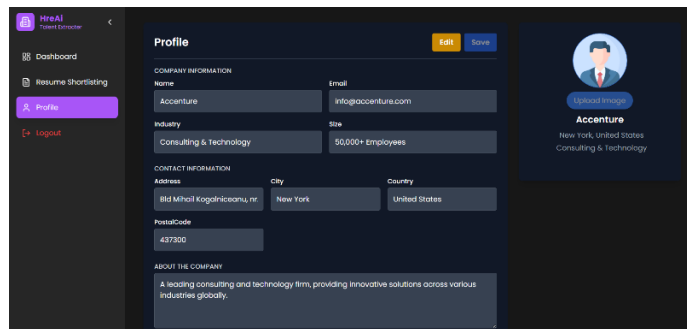 HreAi
Talent Extractor
Dashboard
Resume Shortlisting
Profile
Logout
Profile
Edit
Save
COMPANY INFORMATION
Name
Email
Accenture
info@accenture.com
Industry
Size
Consulting & Technology
50,000+ Employees
CONTACT INFORMATION
Address
City
Country
Bld Mihail Kogalniceanu, nr
New York
United States
PostalCode
437300
ABOUT THE COMPANY
A leading consulting and technology firm, providing innovative solutions across various
industries globally.
Upload Image
Accenture
New York, United States
Consulting & Technology